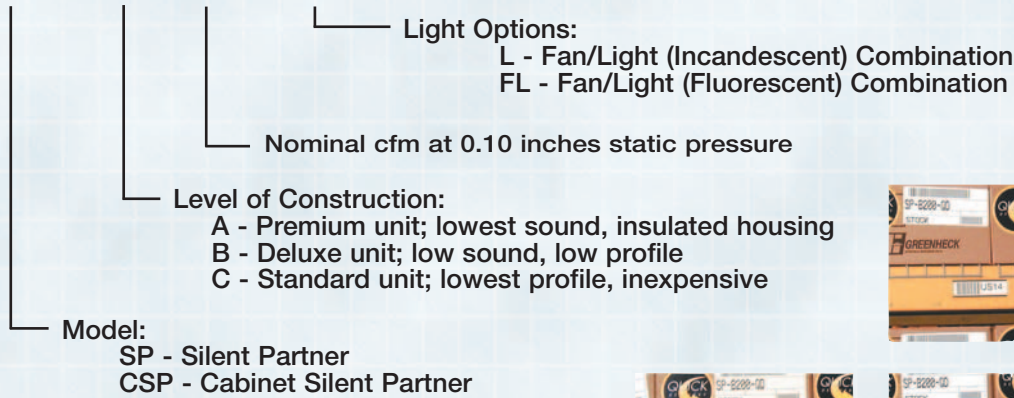 Light Options:
L - Fan/Light (Incandescent) Combination
FL - Fan/Light (Fluorescent) Combination
Nominal cfm at 0.10 inches static pressure
Level of Construction:
A - Premium unit; lowest sound, insulated housing
B - Deluxe unit; low sound, low profile
C - Standard unit; lowest profile, inexpensive
Model:
SP - Silent Partner
CSP - Cabinet Silent Partner
SP-B200-QD
STOCK
GREENHECK
US14
QUICK
SP-B200-QD
QUICK
SP-B200-QD